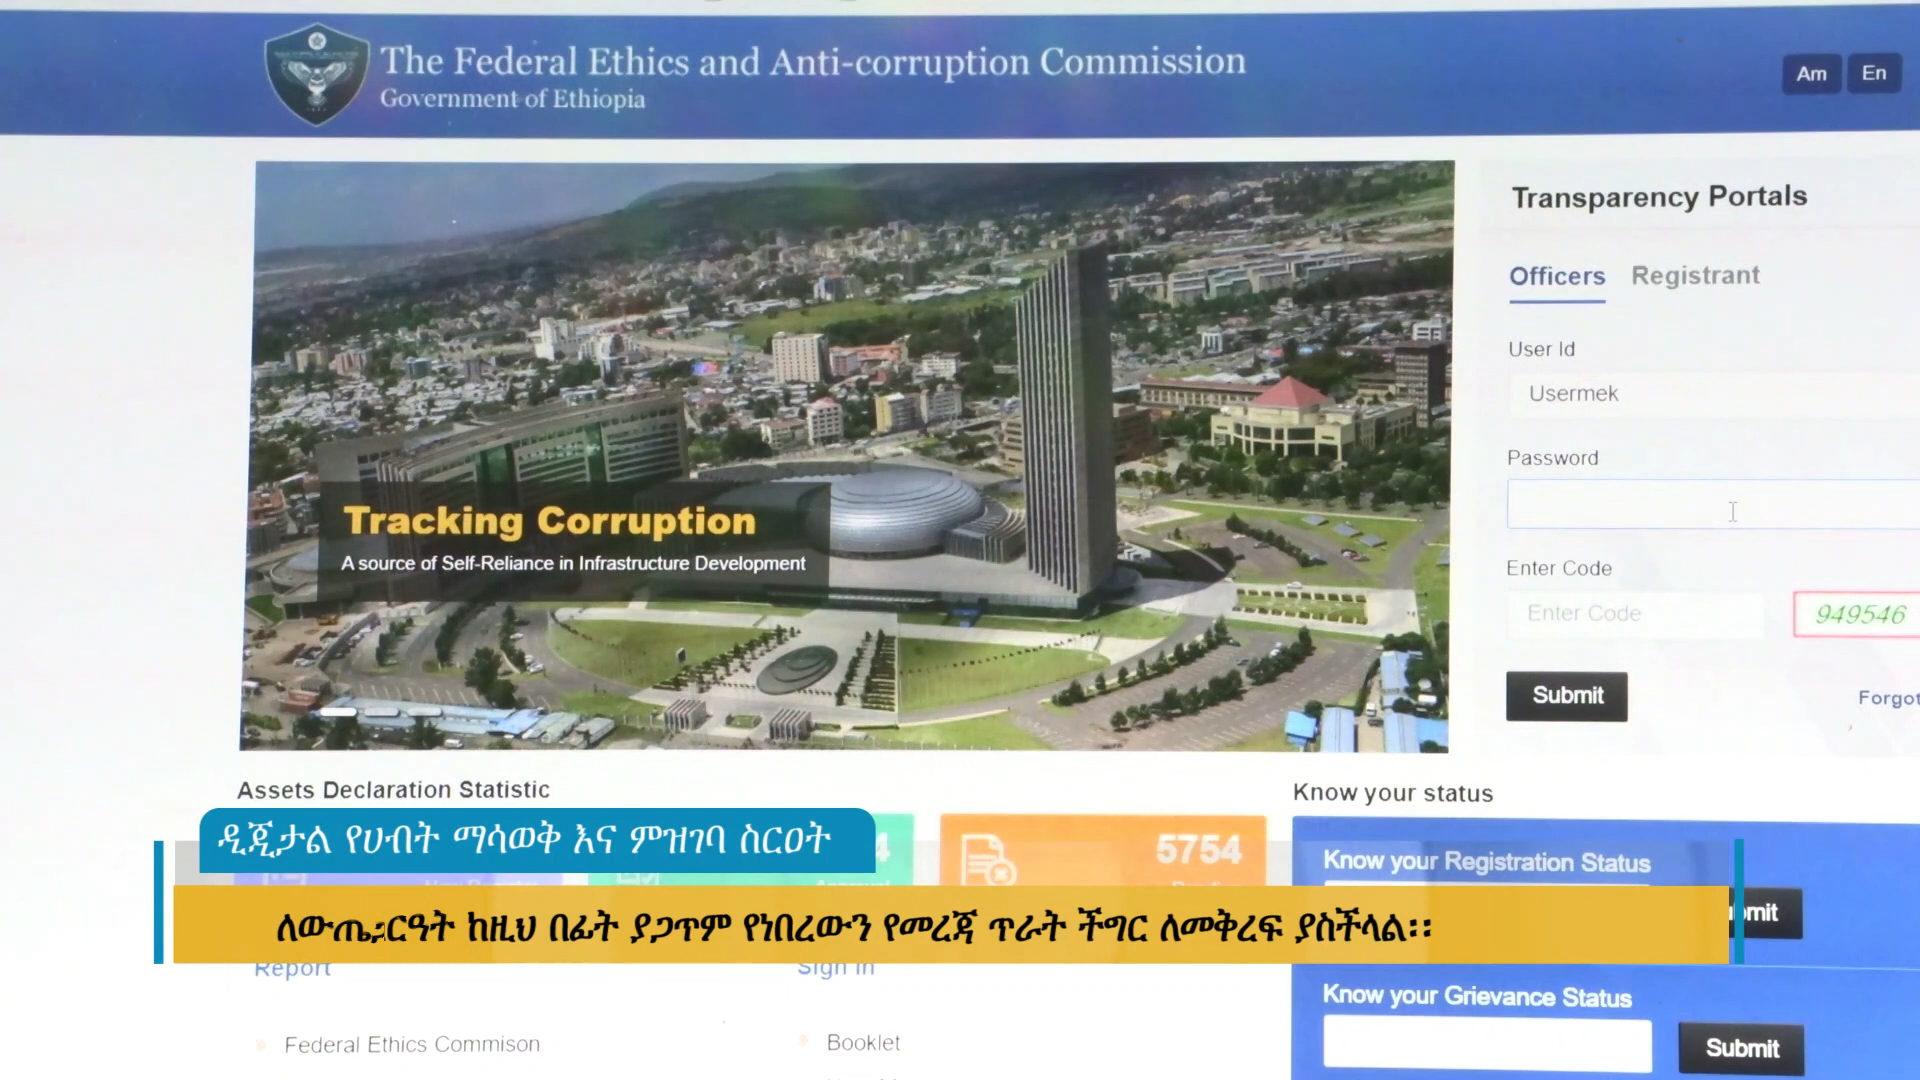 The Federal Ethics and Anti-corruption Commission
Government of Ethiopia
Am En
Transparency Portals
Officers Registrant
User Id
Usermek
Password
Enter Code
Enter Code 949546
Submit
Tracking Corruption
A source of Self-Reliance in Infrastructure Development
Assets Declaration Statistic
Know your status
5754
Know your Registration Status
ዲጂታል የሀብት ማሳወቅ እና ምዝገባ ስርዐት
ከዚህ በፊት ያጋጥም የነበረውን የመረጃ ጥራት ችግር ለመቅረፍ ያስችላል፡፡
Report
Sign In
Know your Grievance Status
Federal Ethics Commison
Booklet
Submit